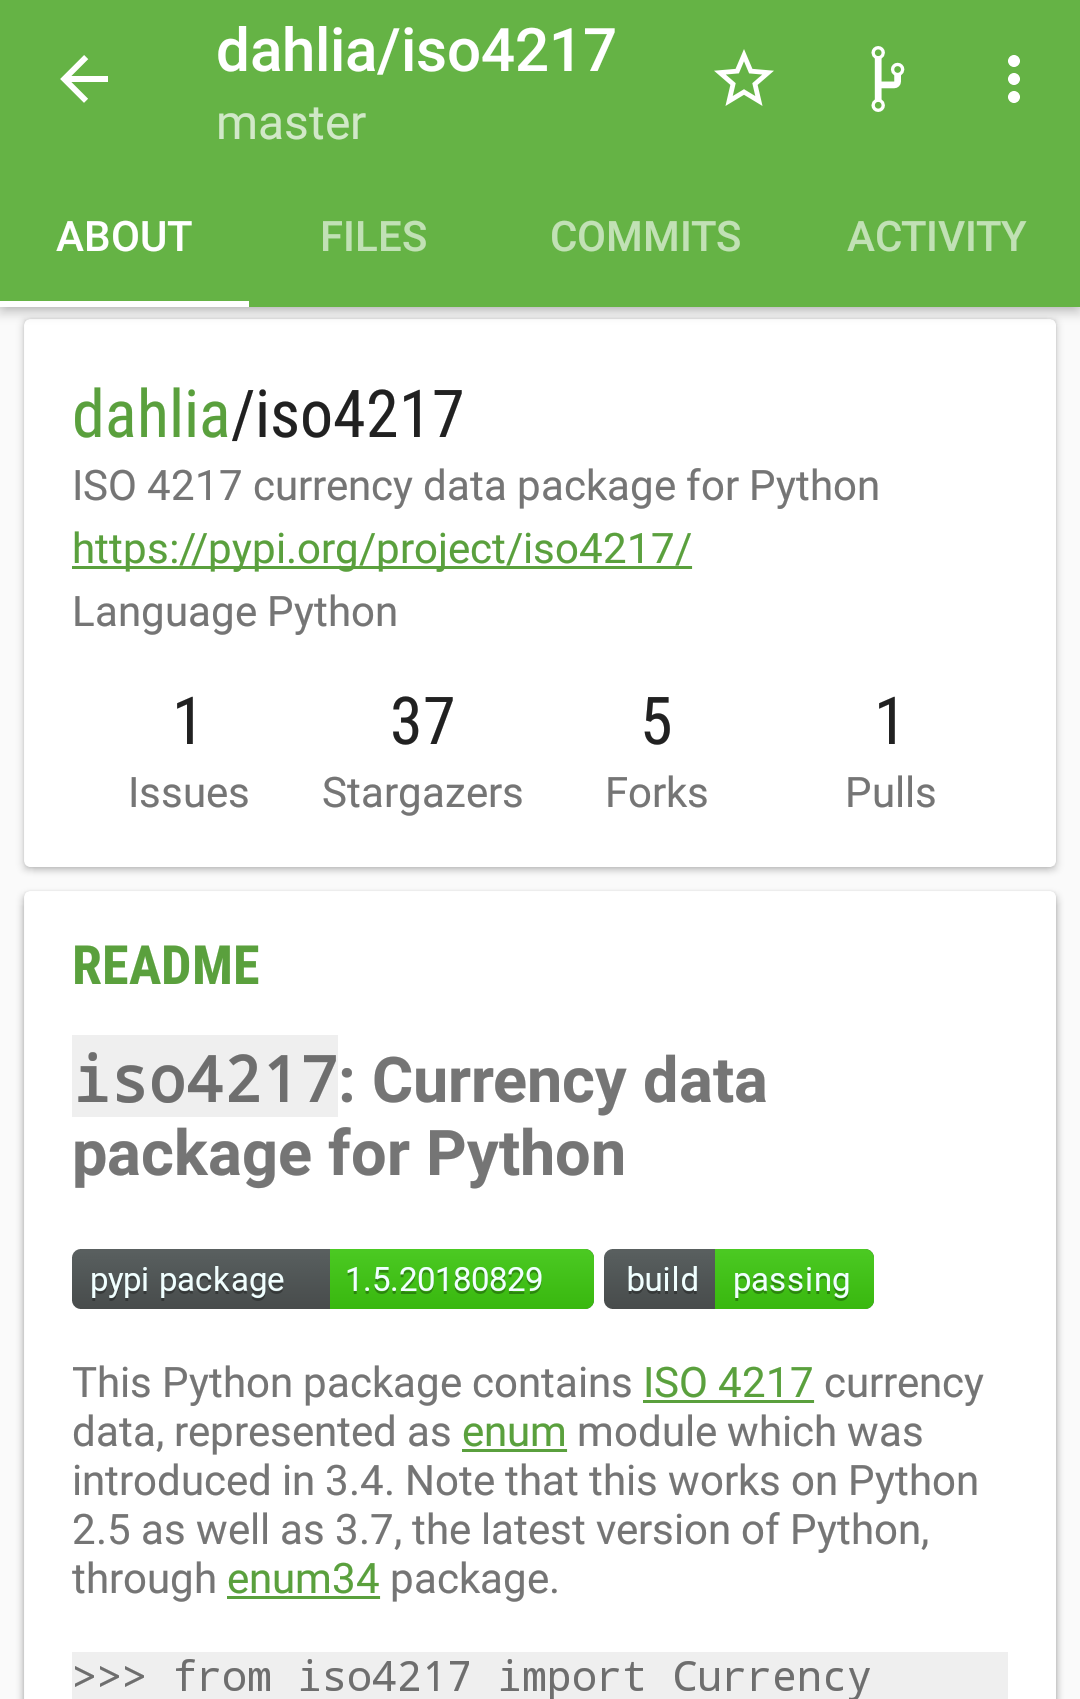 dahlia/iso4217
master
ABOUT FILES COMMITS ACTIVITY
dahlia/iso4217
ISO 4217 currency data package for Python
https://pypi.org/project/iso4217/
Language Python
1 37 5 1
Issues Stargazers Forks Pulls
README
iso4217: Currency data
package for Python
pypi package 1.5.20180829 build passing
This Python package contains ISO 4217 currency
data, represented as enum module which was
introduced in 3.4. Note that this works on Python
2.5 as well as 3.7, the latest version of Python,
through enum34 package.
>>> from iso4217 import Currency